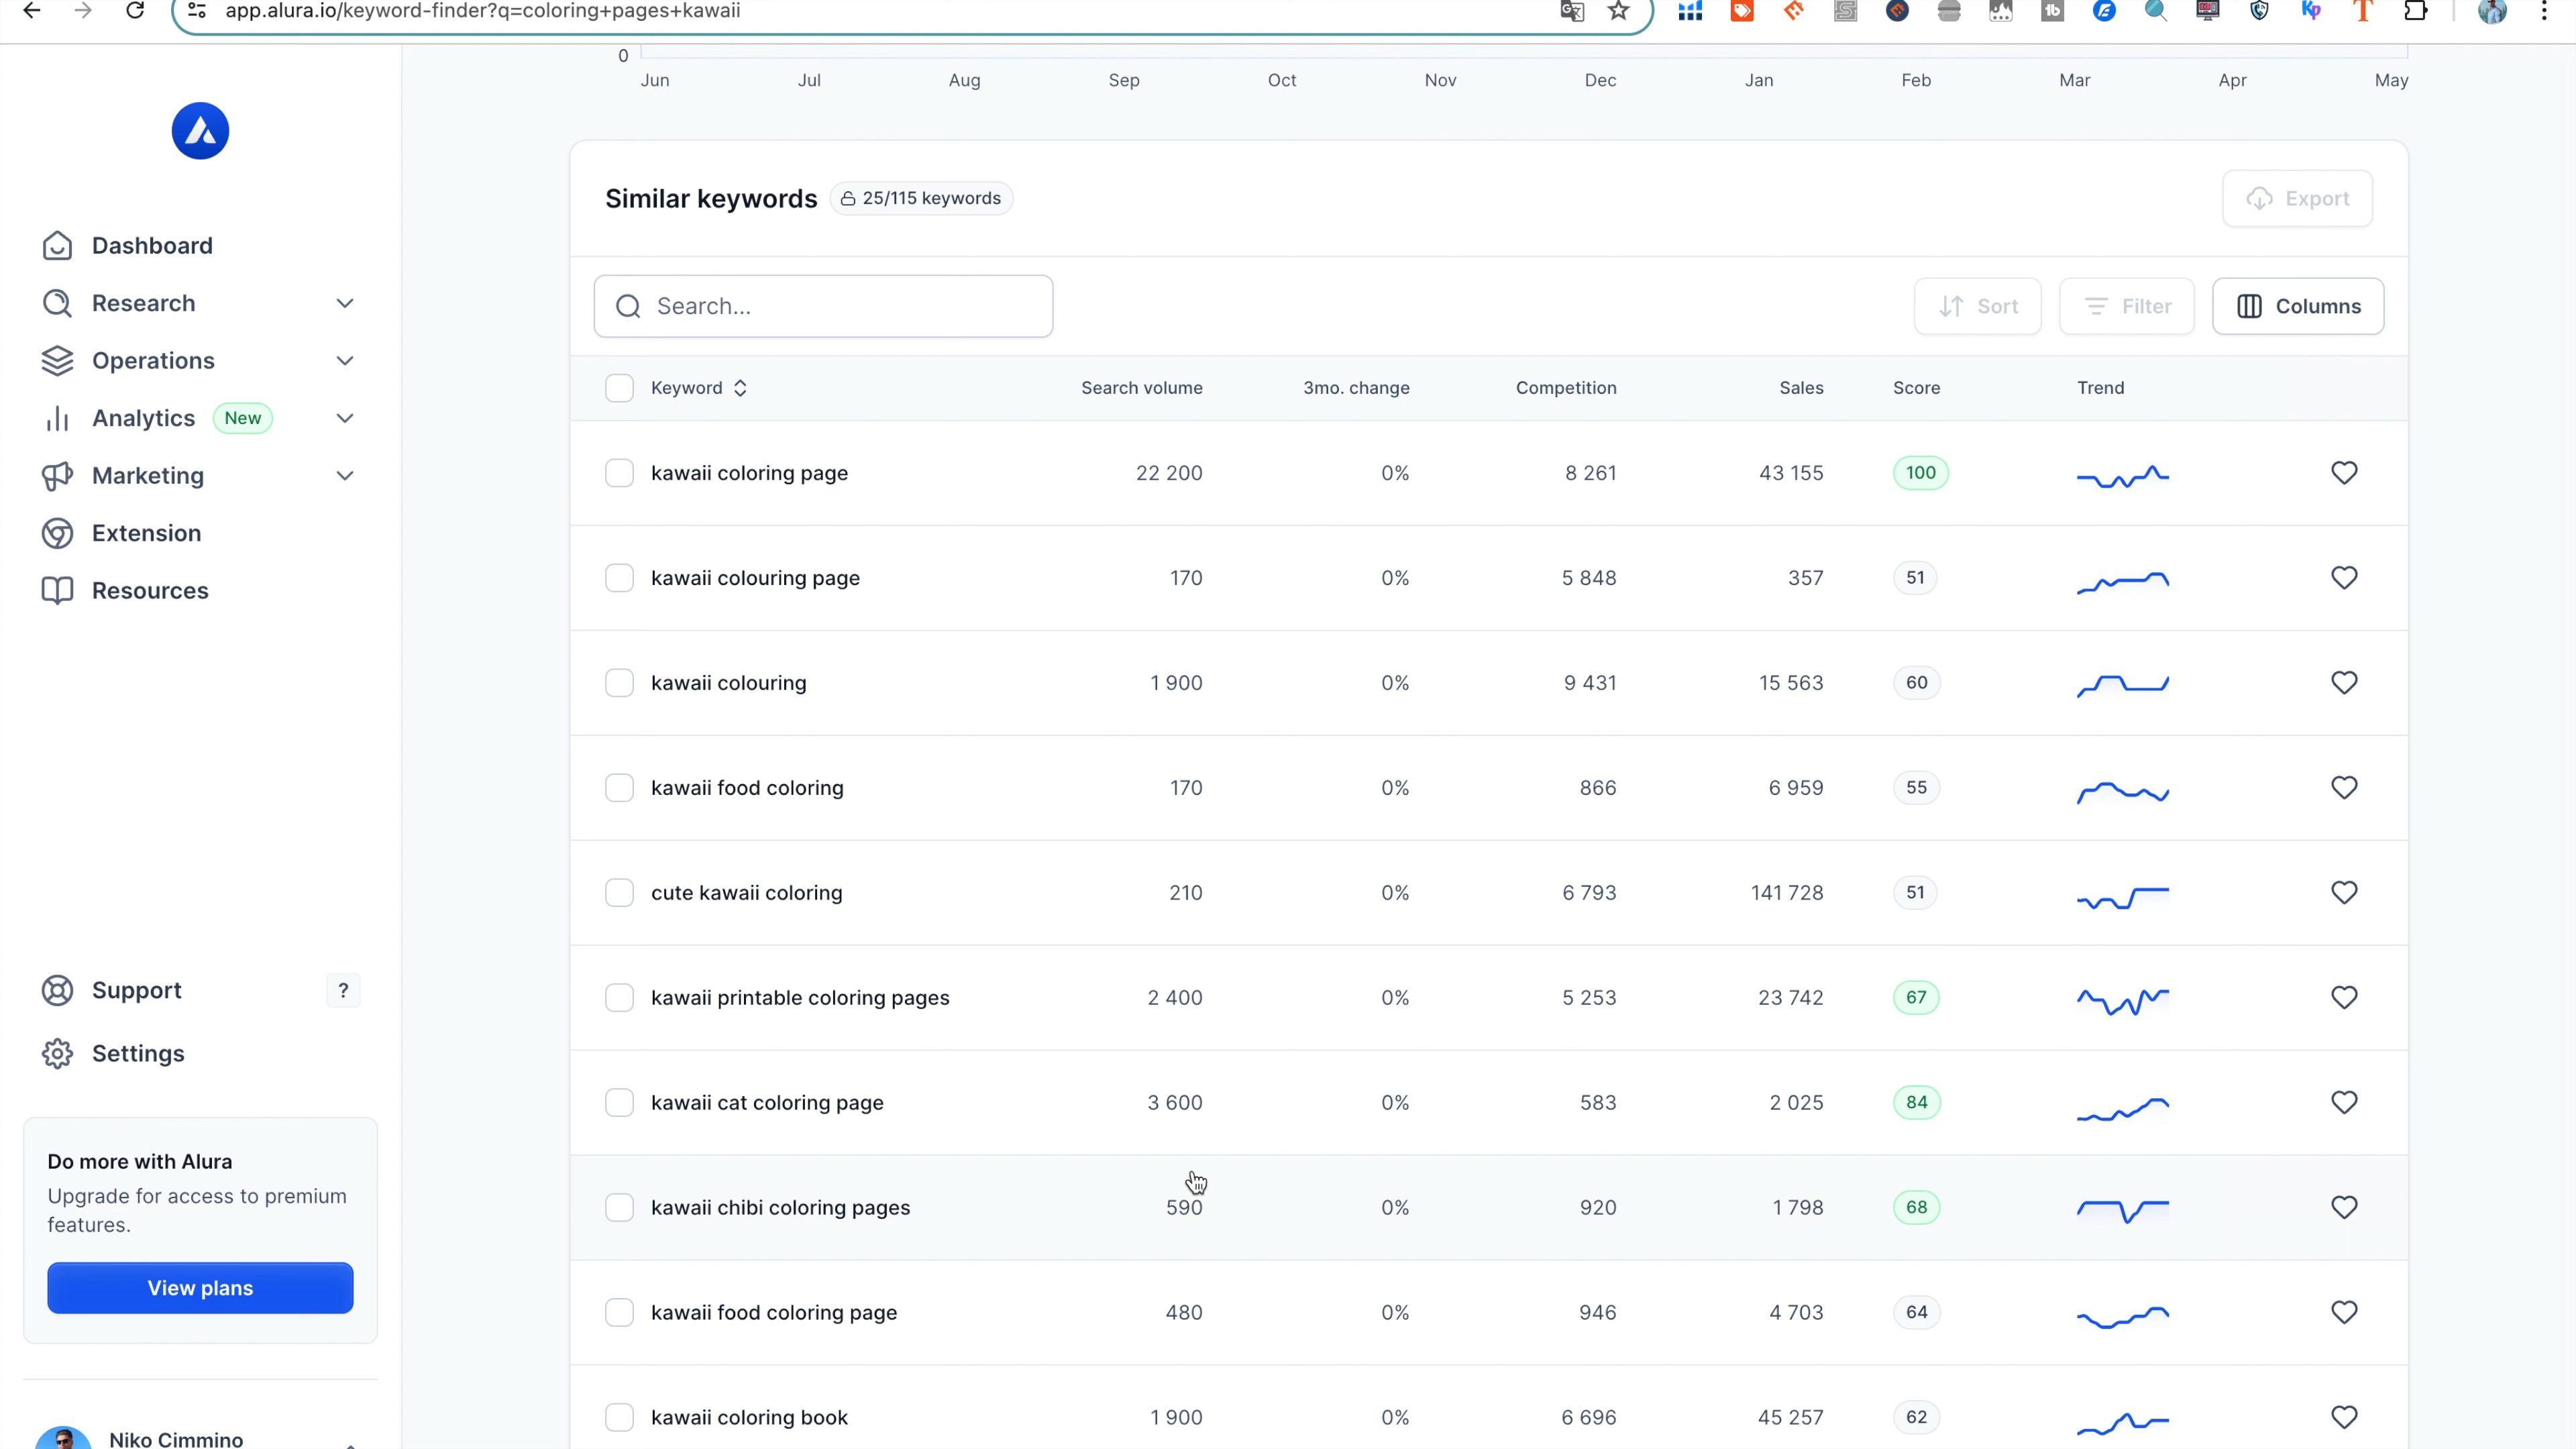 app.alura.io/keyword-finder?q=coloring+pages+kawaii
0
Jun Jul Aug Sep Oct Nov Dec Jan Feb Mar Apr May
Dashboard
Research
Operations
Analytics New
Marketing
Extension
Resources
Support ?
Settings
Do more with Alura
Upgrade for access to premium
features.
View plans
Niko Cimmino
Similar keywords 25/115 keywords
Export
Search...
Sort Filter Columns
Keyword Search volume 3mo. change Competition Sales Score Trend
kawaii coloring page 22 200 0% 8 261 43 155 100
kawaii colouring page 170 0% 5 848 357 51
kawaii colouring 1 900 0% 9 431 15 563 60
kawaii food coloring 170 0% 866 6 959 55
cute kawaii coloring 210 0% 6 793 141 728 51
kawaii printable coloring pages 2 400 0% 5 253 23 742 67
kawaii cat coloring page 3 600 0% 583 2 025 84
kawaii chibi coloring pages 590 0% 920 1 798 68
kawaii food coloring page 480 0% 946 4 703 64
kawaii coloring book 1 900 0% 6 696 45 257 62